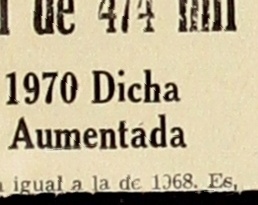 de 474 mil
1970 Dicha
Aumentada
igual a la de 1968. Es,